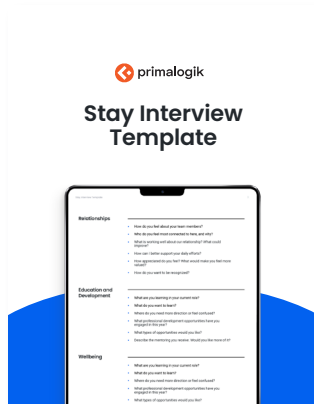 primalogik
Stay Interview
Template
Relationships
How do you feel about your team members?
Who do you feel most connected to here, and why?
What is working well about our relationship? What could
improve?
How can I better support your daily efforts?
How appreciated do you feel? What would make you feel more
valued?
How do you want to be recognized?
Education and
Development
What are you learning in your current role?
What do you want to learn?
Where do you need more direction or feel confused?
What professional development opportunities have you
engaged in this year?
What types of opportunities would you like?
Describe the mentoring you receive. Would you like more of it?
Wellbeing
What are you learning in your current role?
What do you want to learn?
Where do you need more direction or feel confused?
What professional development opportunities have you
engaged in this year?
What types of opportunities would you like?